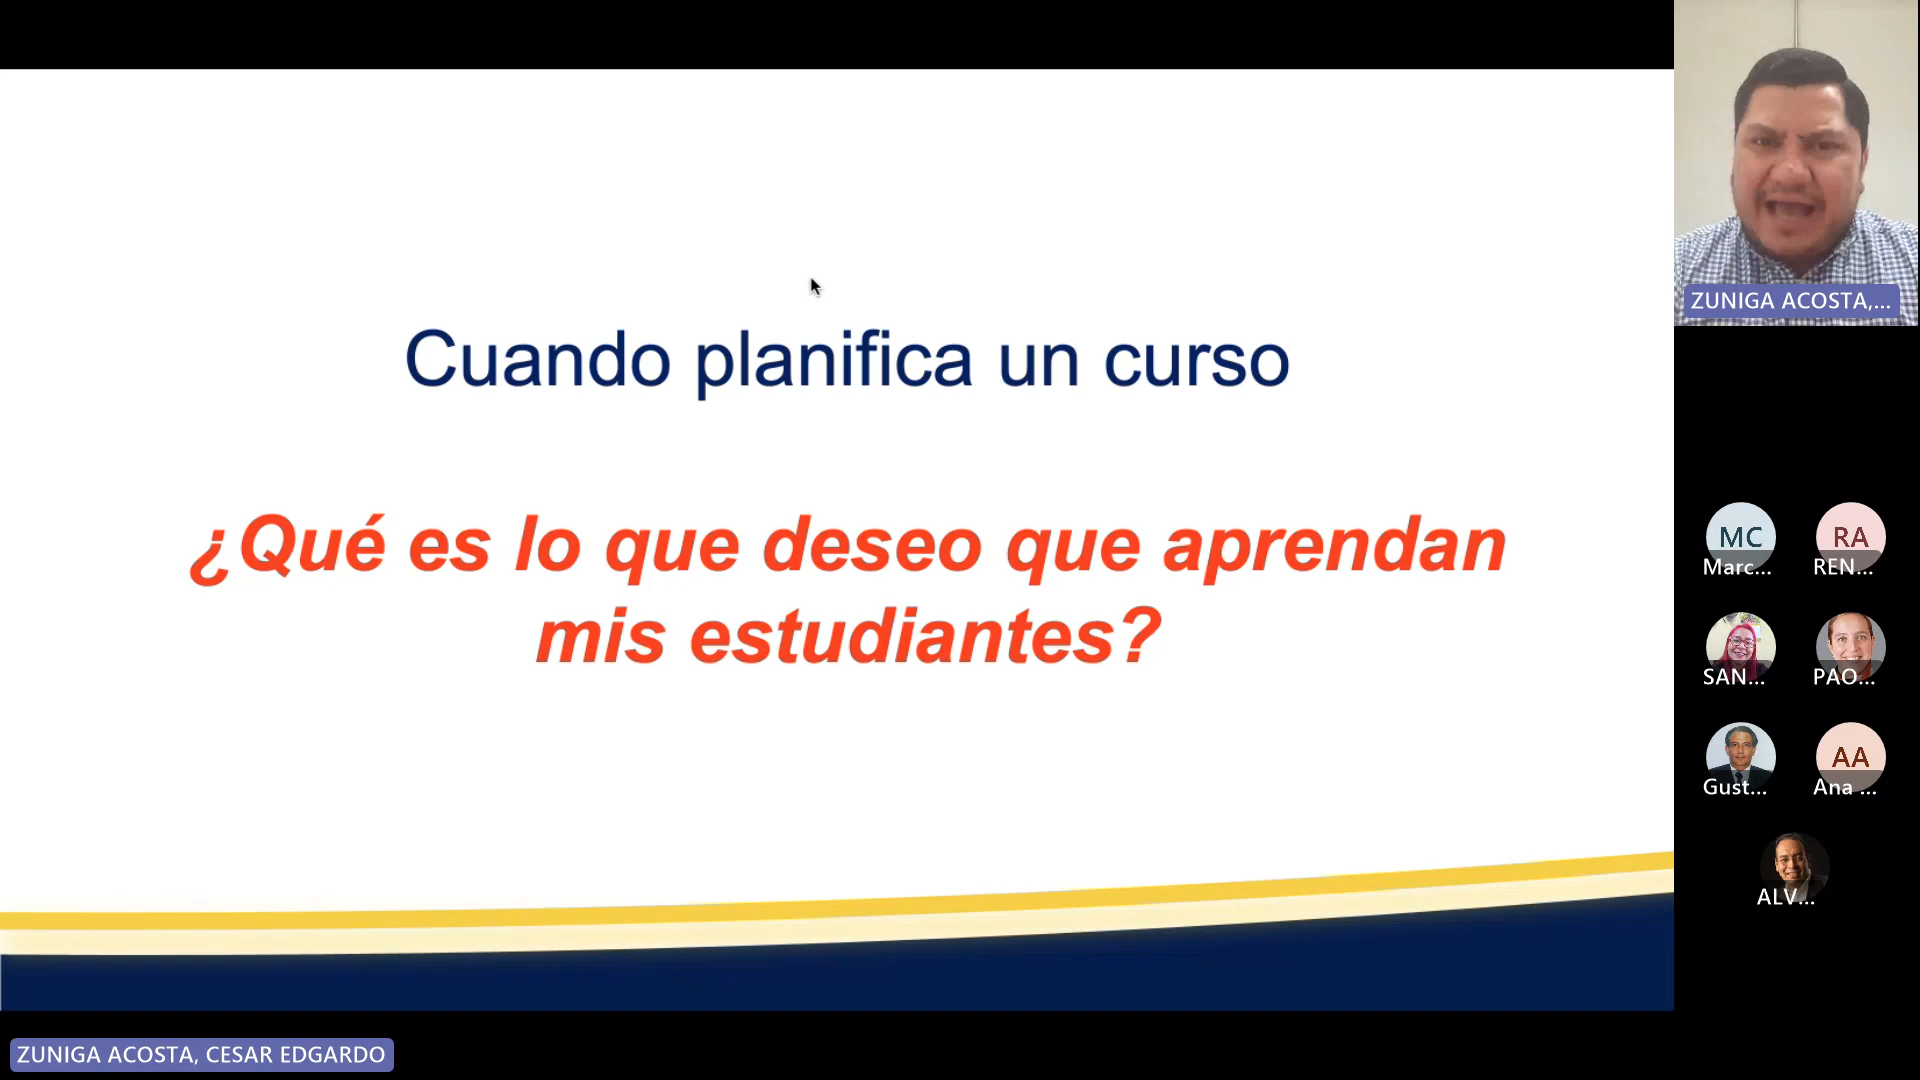 Cuando planifica un curso
¿Qué es lo que deseo que aprendan
mis estudiantes?
ZUNIGA ACOSTA,...
MC
RA
Marc...
REN...
SAN...
PAO...
AA
Gust...
Ana ...
ALV...
ZUNIGA ACOSTA, CESAR EDGARDO